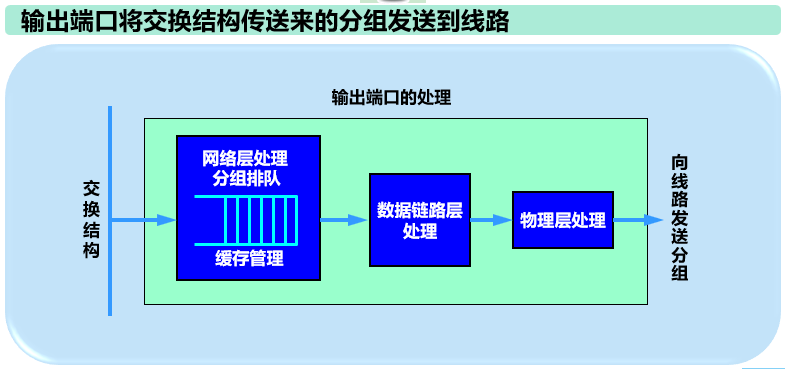 输出端口将交换结构传送来的分组发送到线路
输出端口的处理
交换结构
网络层处理
分组排队
缓存管理
数据链路层
处理
物理层处理
向线路发送分组